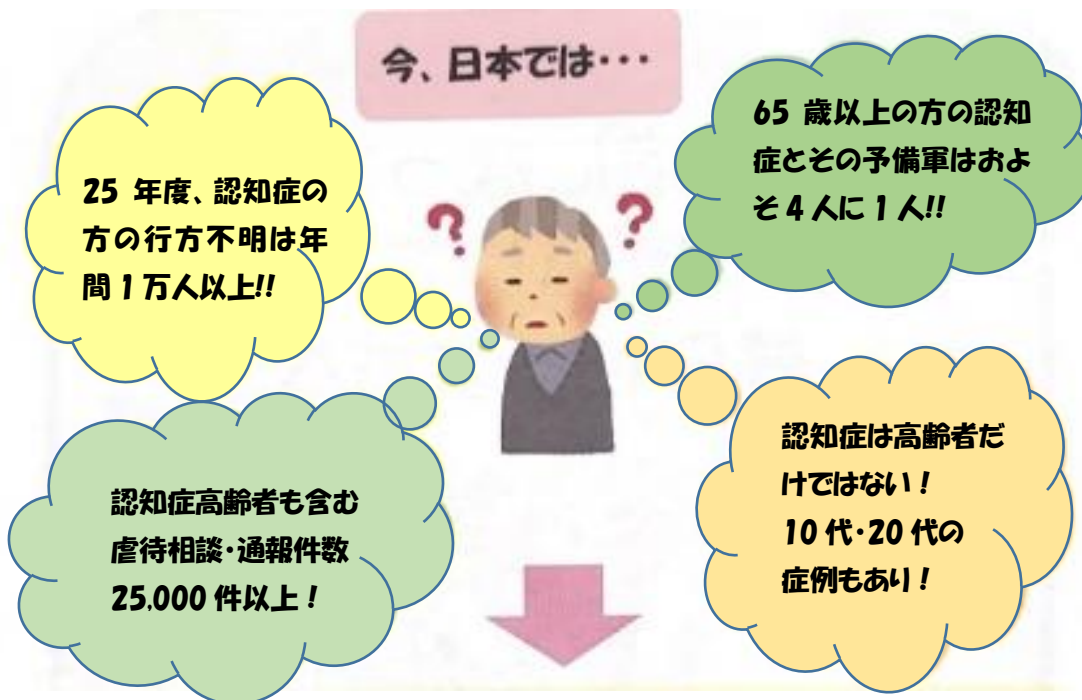 今、日本では・・・
25 年度、認知症の
方の行方不明は年
間1万人以上!!
65 歳以上の方の認知
症とその予備軍はおよ
そ4人に1人!!
??
認知症高齢者も含む
虐待相談・通報件数
25,000 件以上！
認知症は高齢者だ
けではない！
10代・20代の
症例もあり！